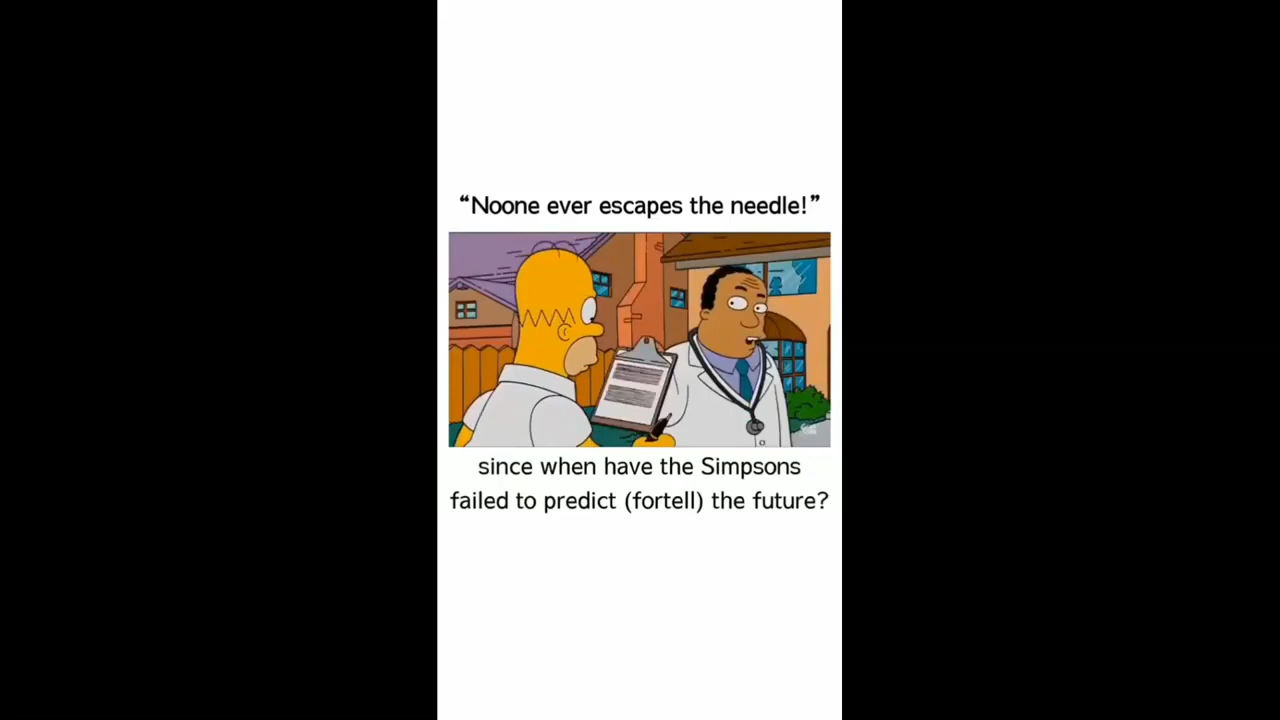 “Noone ever escapes the needle!”
since when have the Simpsons
failed to predict (fortell) the future?